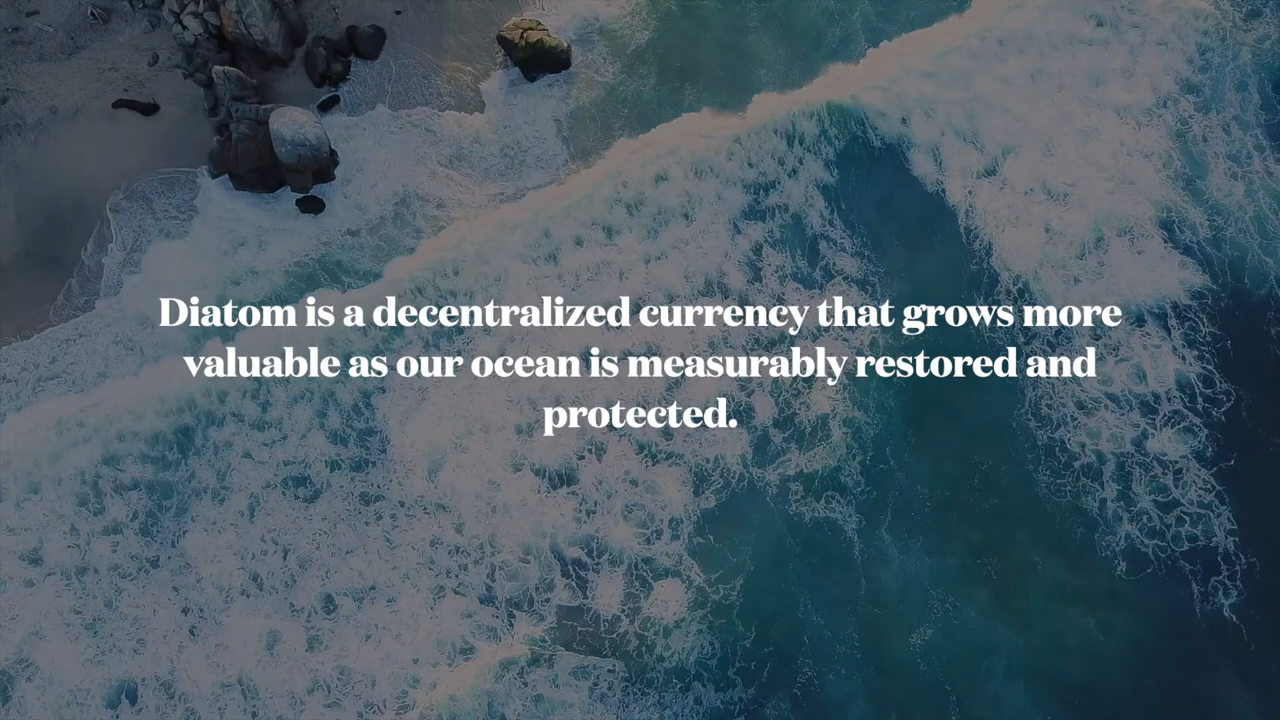 Diatom is a decentralized currency that grows more
valuable as our ocean is measurably restored and
protected.